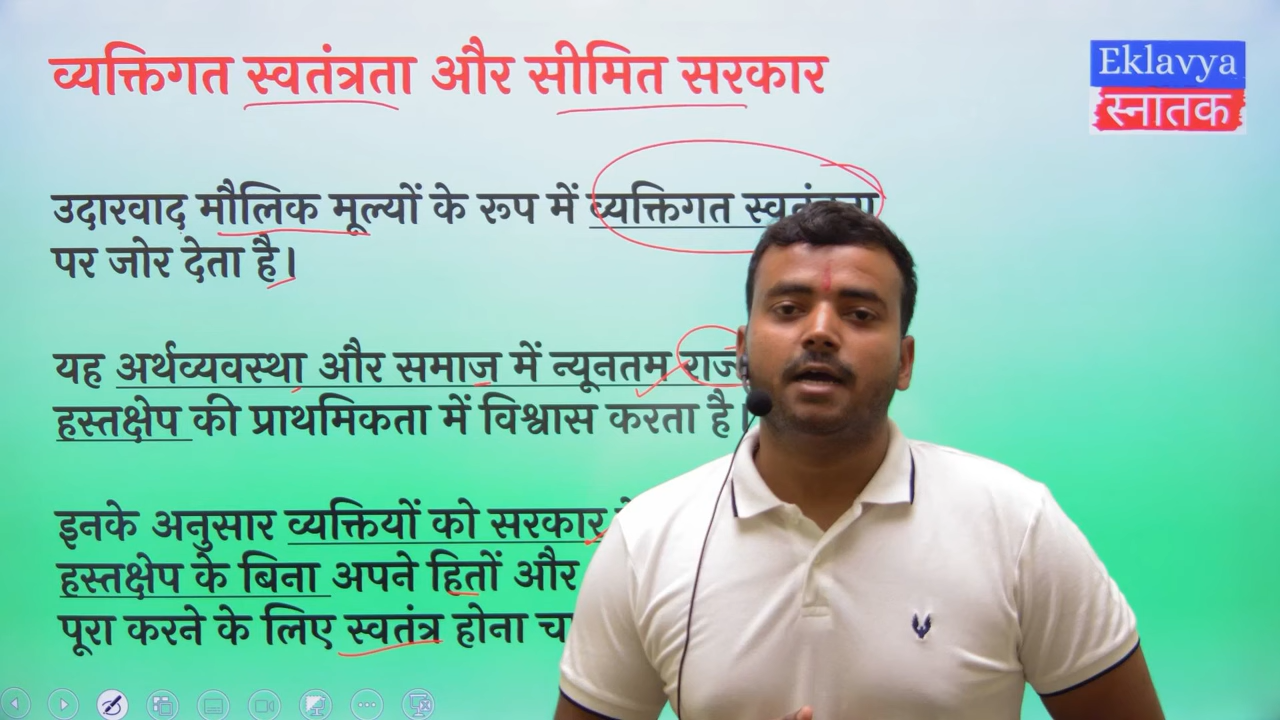 व्यक्तिगत स्वतंत्रता और सीमित सरकार
Eklavya
स्नातक
उदारवाद मौलिक मूल्यों के रूप में व्यक्तिगत
पर जोर देता है।
यह अर्थव्यवस्था और समाज में न्यूनतम
हस्तक्षेप की प्राथमिकता में विश्वास करता है।
इनके अनुसार व्यक्तियों को सरकार
हस्तक्षेप के बिना अपने हितों और
पूरा करने के लिए स्वतंत्र होना